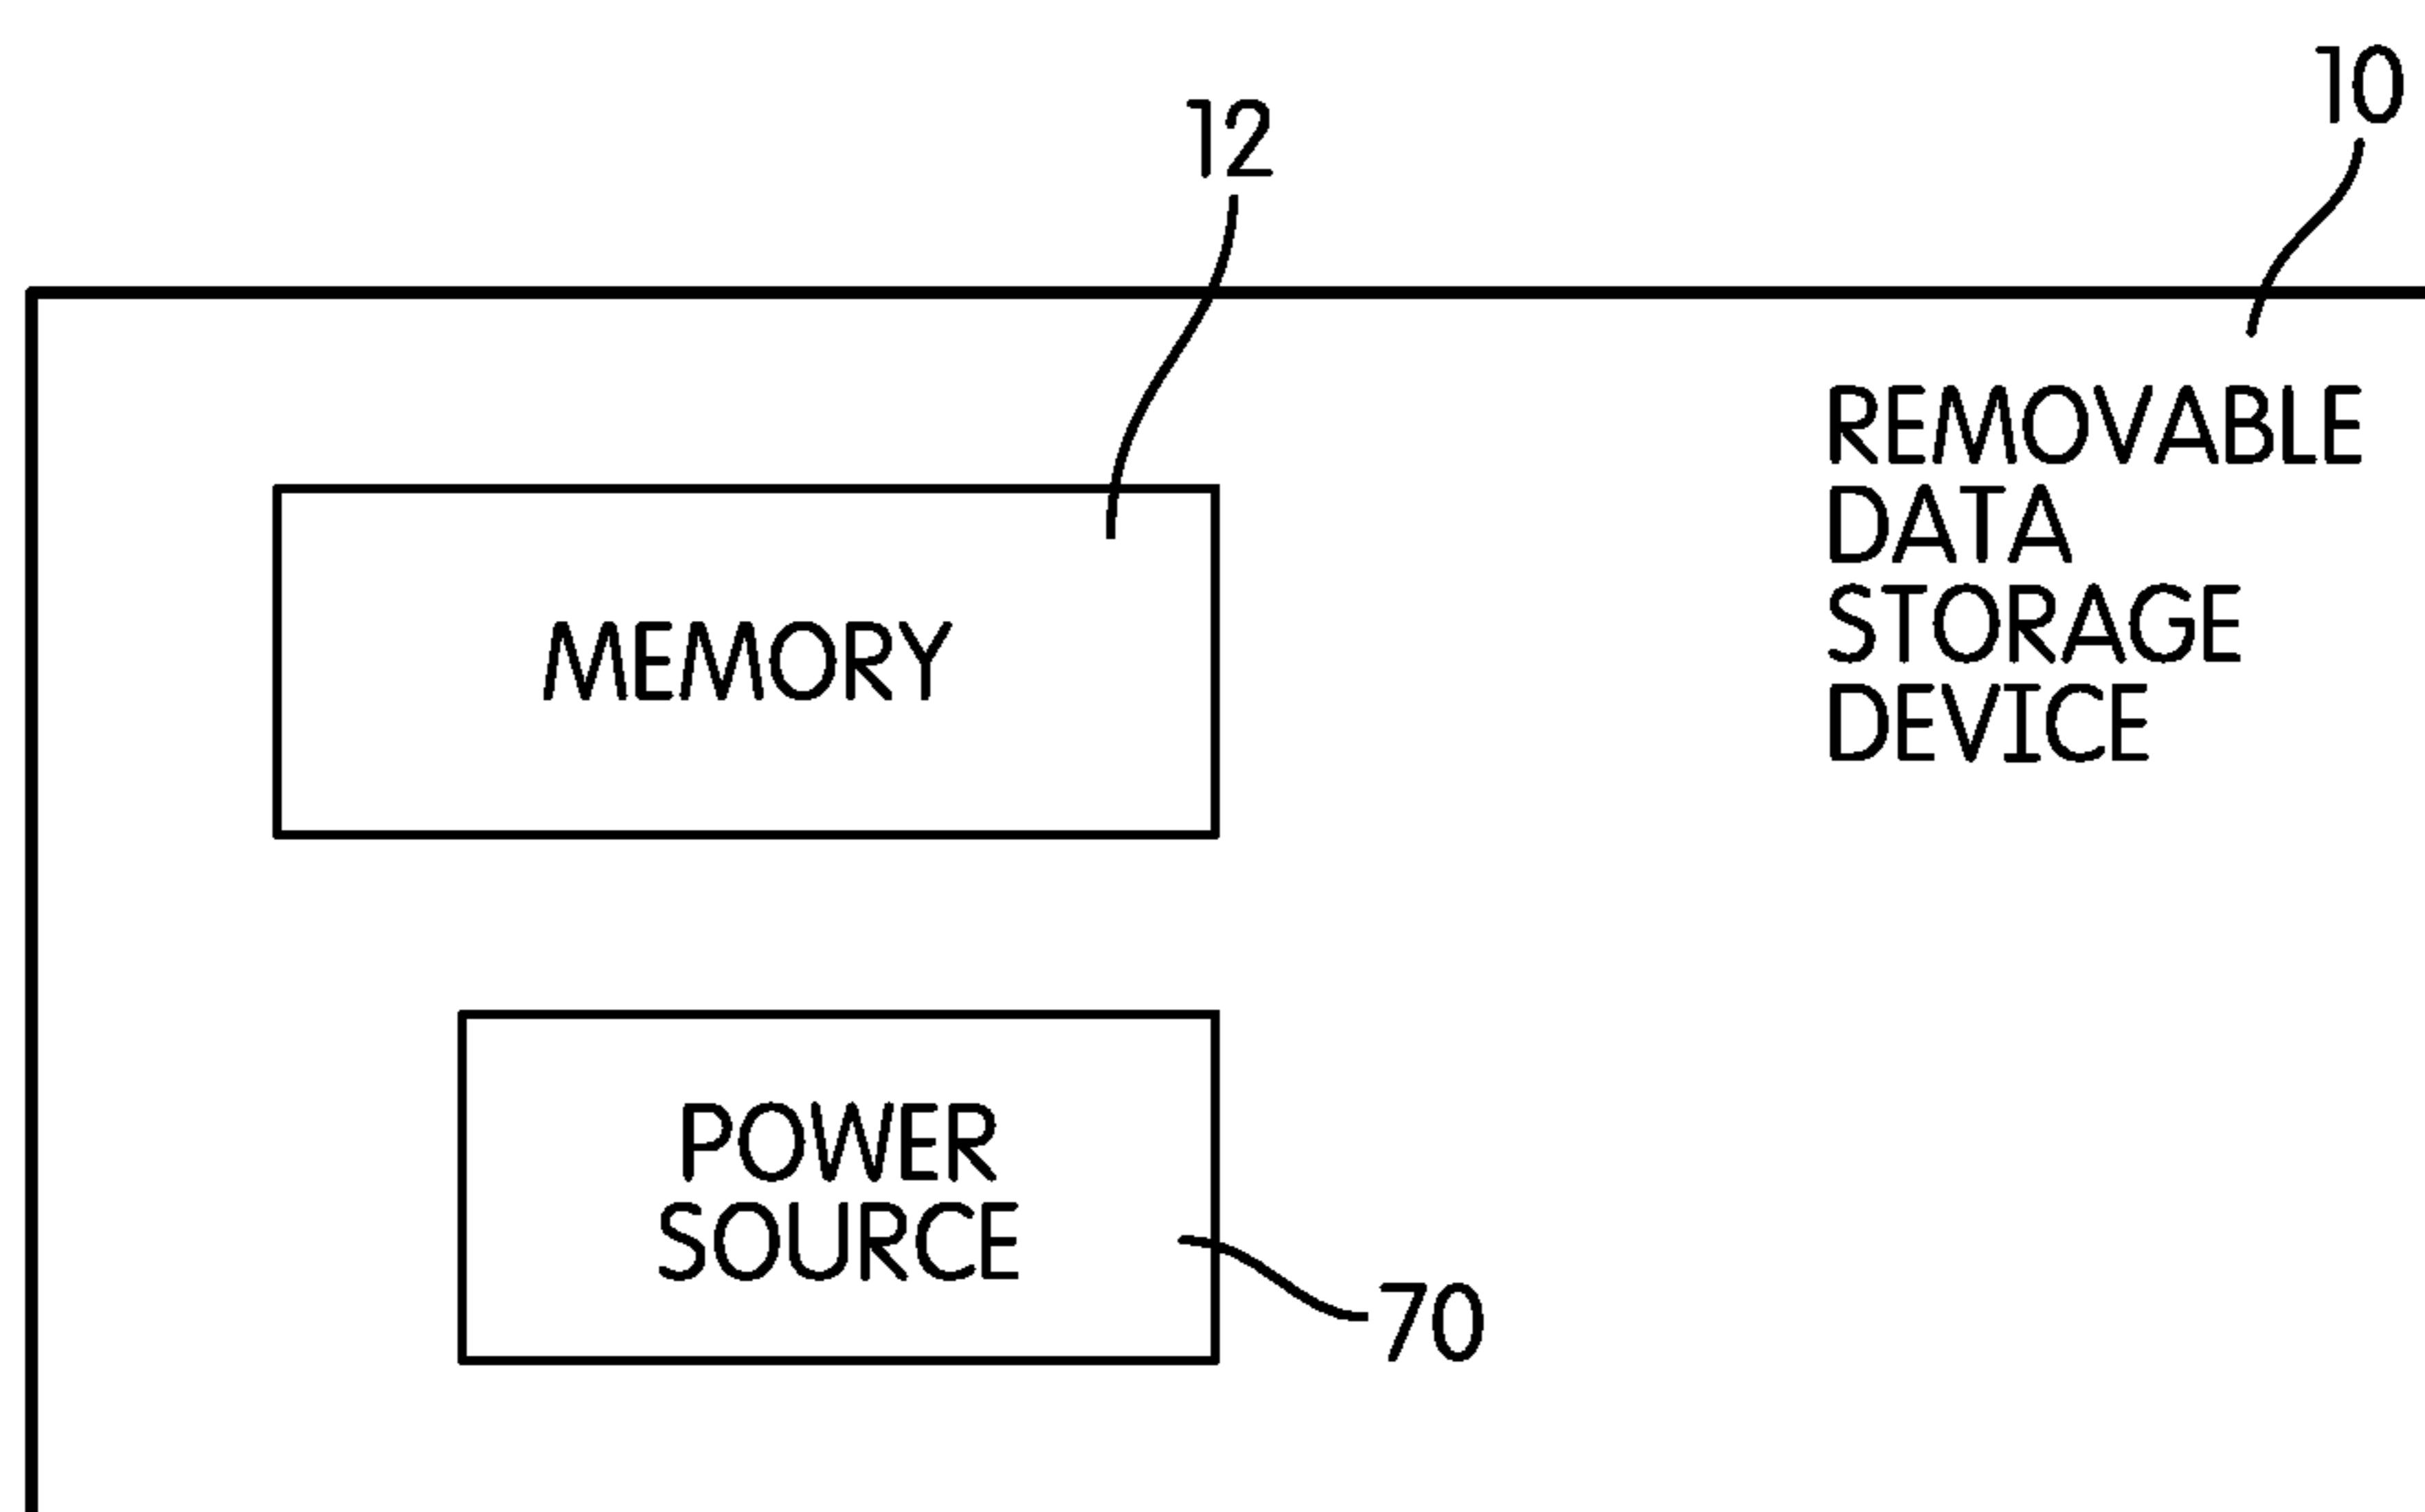 10
12
REMOVABLE
DATA
STORAGE
DEVICE
MEMORY
POWER
SOURCE
70